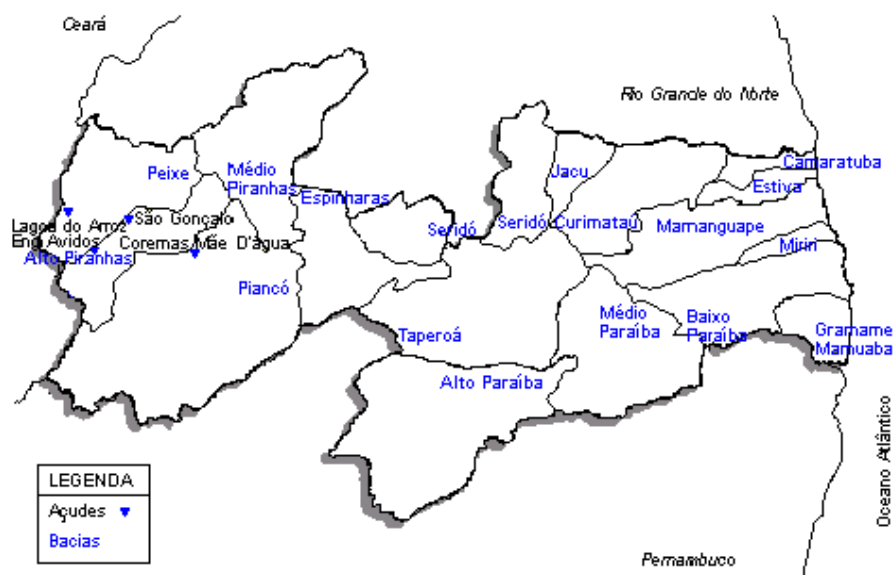 Ceará
Rio Grande do Norte
Peixe
Médio
Piranhas
Espinharas
Jacu
Camaratuba
Estiva
Lagoa do Arroz
São Gonçalo
Seridó
Seridó
Curimataú
Mamanguape
Eng Avidos
Coremas Mãe D'água
Alto Piranhas
Miriri
Piancó
Médio
Paraíba
Baixo
Paraíba
Gramame
Mamuaba
Taperoá
Alto Paraíba
Oceano Atlântico
LEGENDA
Açudes
Bacias
Pernambuco